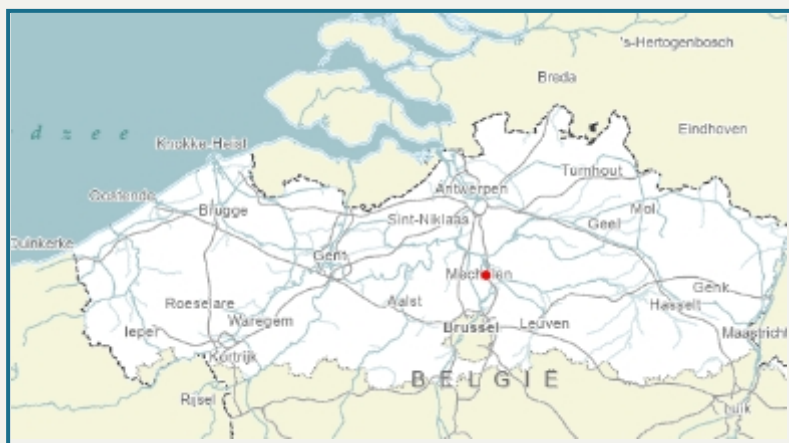 's-Hertogenbosch
Breda
Eindhoven
d z e e
Knokke-Heist
Turnhout
Antwerpen
Oostende
Brugge
Sint-Niklaas
Mol
Geel
Duinkerke
Gent
Mechelen
Genk
Roeselare
Aalst
Hasselt
Ieper
Waregem
Brussel
Leuven
Maastricht
Kortrijk
BELGIË
Rijsel
Luik